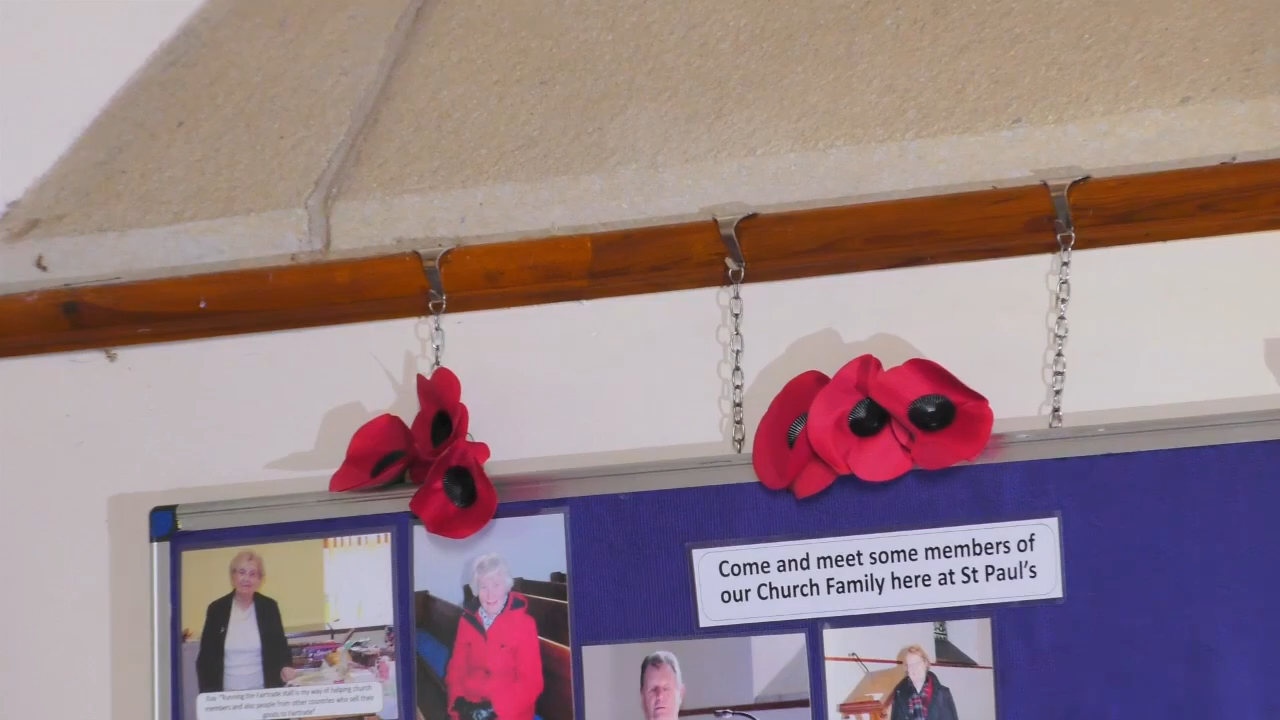 Come and meet some members of
our Church Family here at St Paul's
"Running the Fairtrade stall is my way of helping church
members and also people from other countries who sell their
goods to Fairtrade"